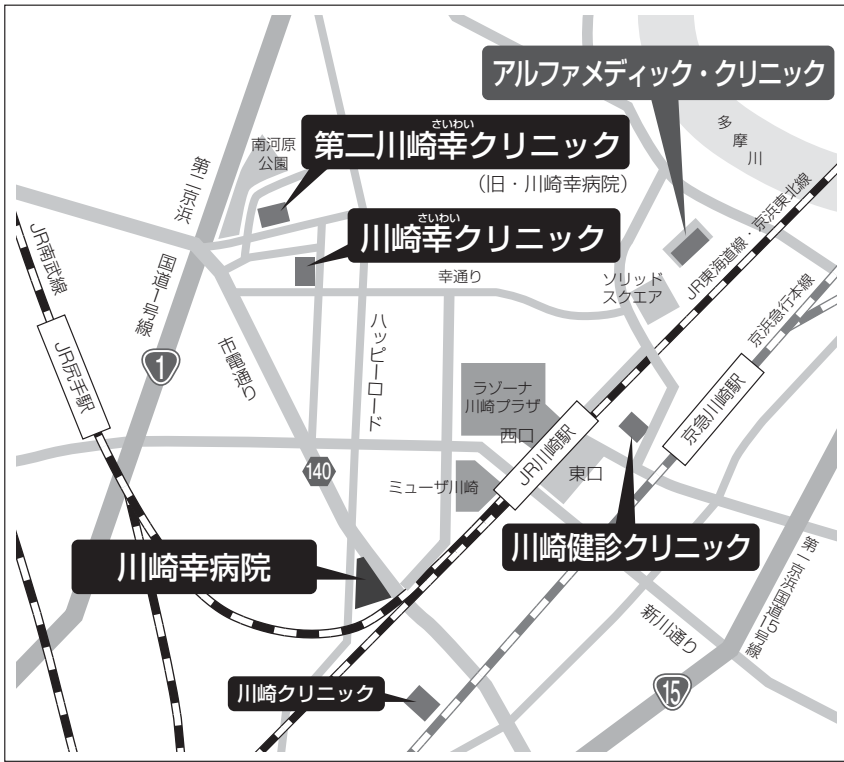 アルファメディック・クリニック
多摩川
さいわい
第二川崎幸クリニック
(旧・川崎幸病院)
南河原
公園
第二京浜
さいわい
川崎幸クリニック
JR東海道線・京浜東北線
JR南武線
国道1号線
幸通り
ソリッド
スクエア
京浜急行本線
JR尻手駅
1
市電通り
ハッピーロード
ラゾーナ
川崎プラザ
京急川崎駅
西口
JR川崎駅
東口
140
ミューザ川崎
川崎健診クリニック
川崎幸病院
第一京浜国道15号線
新川通り
川崎クリニック
15